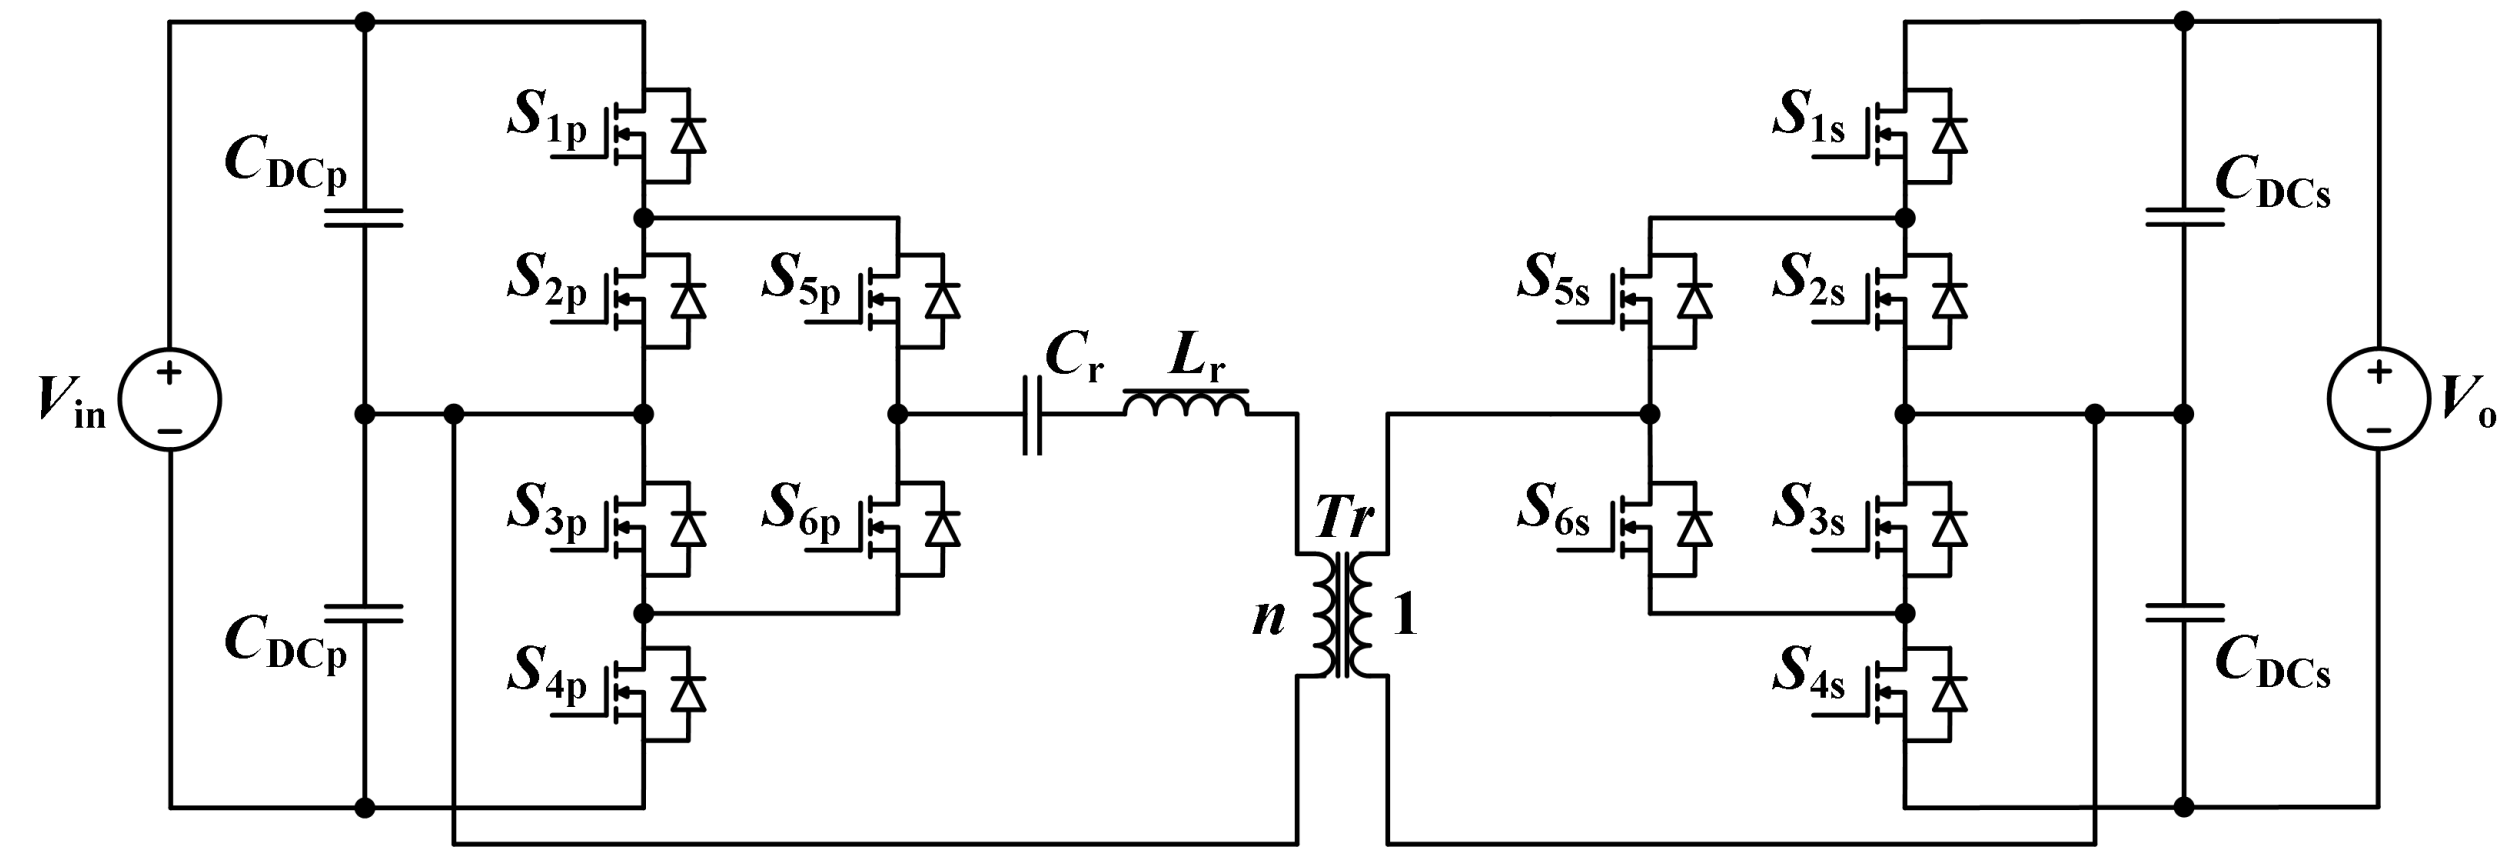 S1p
S1s
CDCp
CDCs
S2p
S5p
S5s
S2s
Cr
Lr
+
+
Vin
Vo
−
−
S3p
S6p
Tr
S6s
S3s
n
1
CDCp
CDCs
S4p
S4s